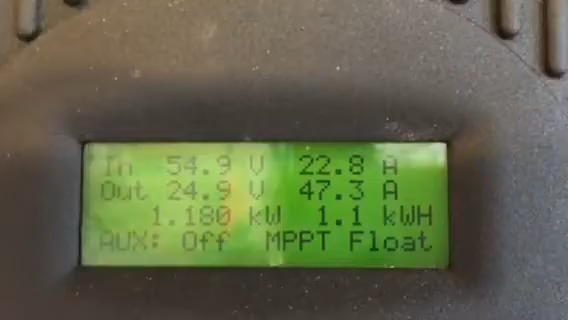 In 54.9 V 22.8 A
Out 24.9 V 47.3 A
1.180 kW 1.1 kWH
AUX: Off MPPT Float